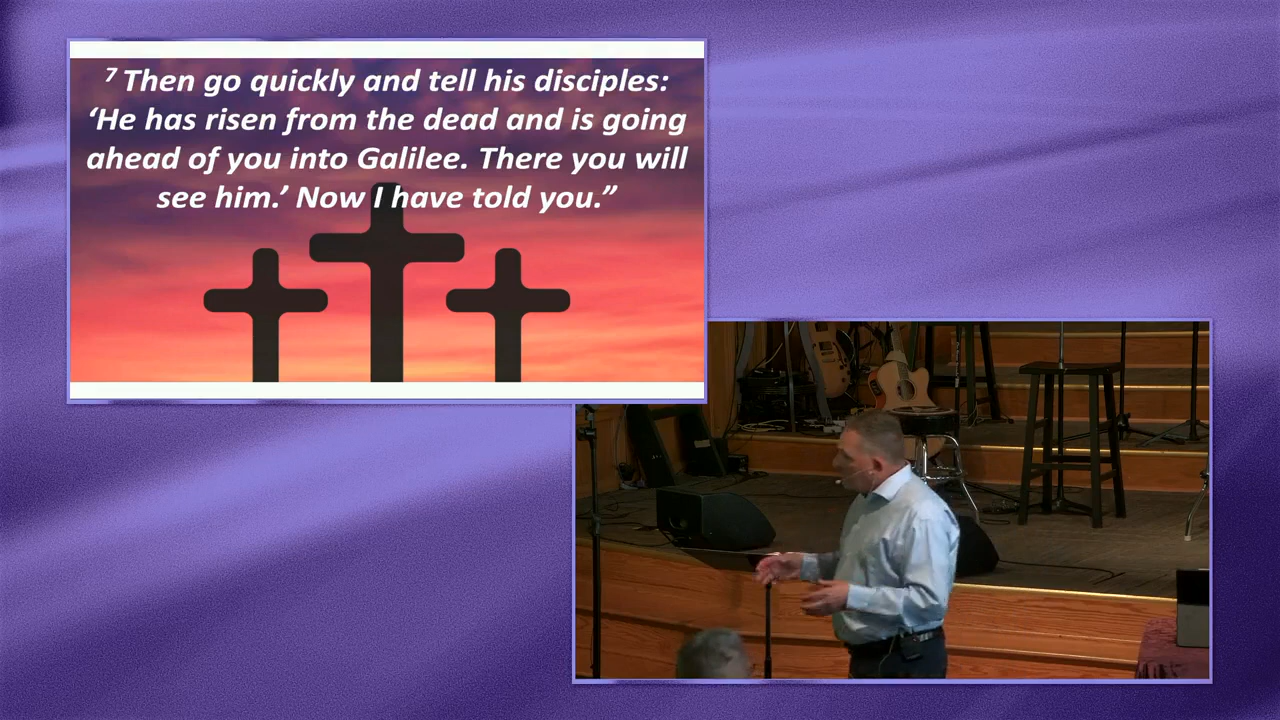 ⁷ Then go quickly and tell his disciples:
‘He has risen from the dead and is going
ahead of you into Galilee. There you will
see him.’ Now I have told you.”